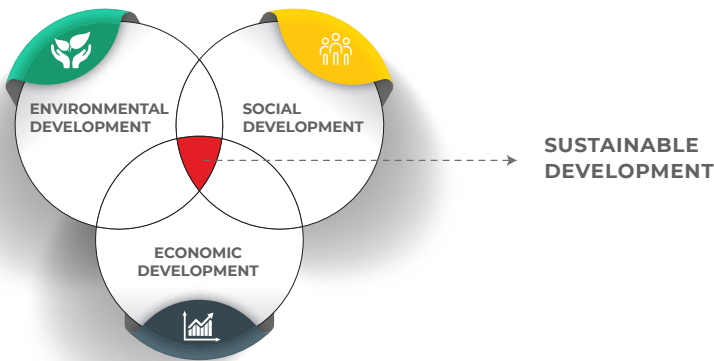 ENVIRONMENTAL
DEVELOPMENT
SOCIAL
DEVELOPMENT
SUSTAINABLE
DEVELOPMENT
ECONOMIC
DEVELOPMENT